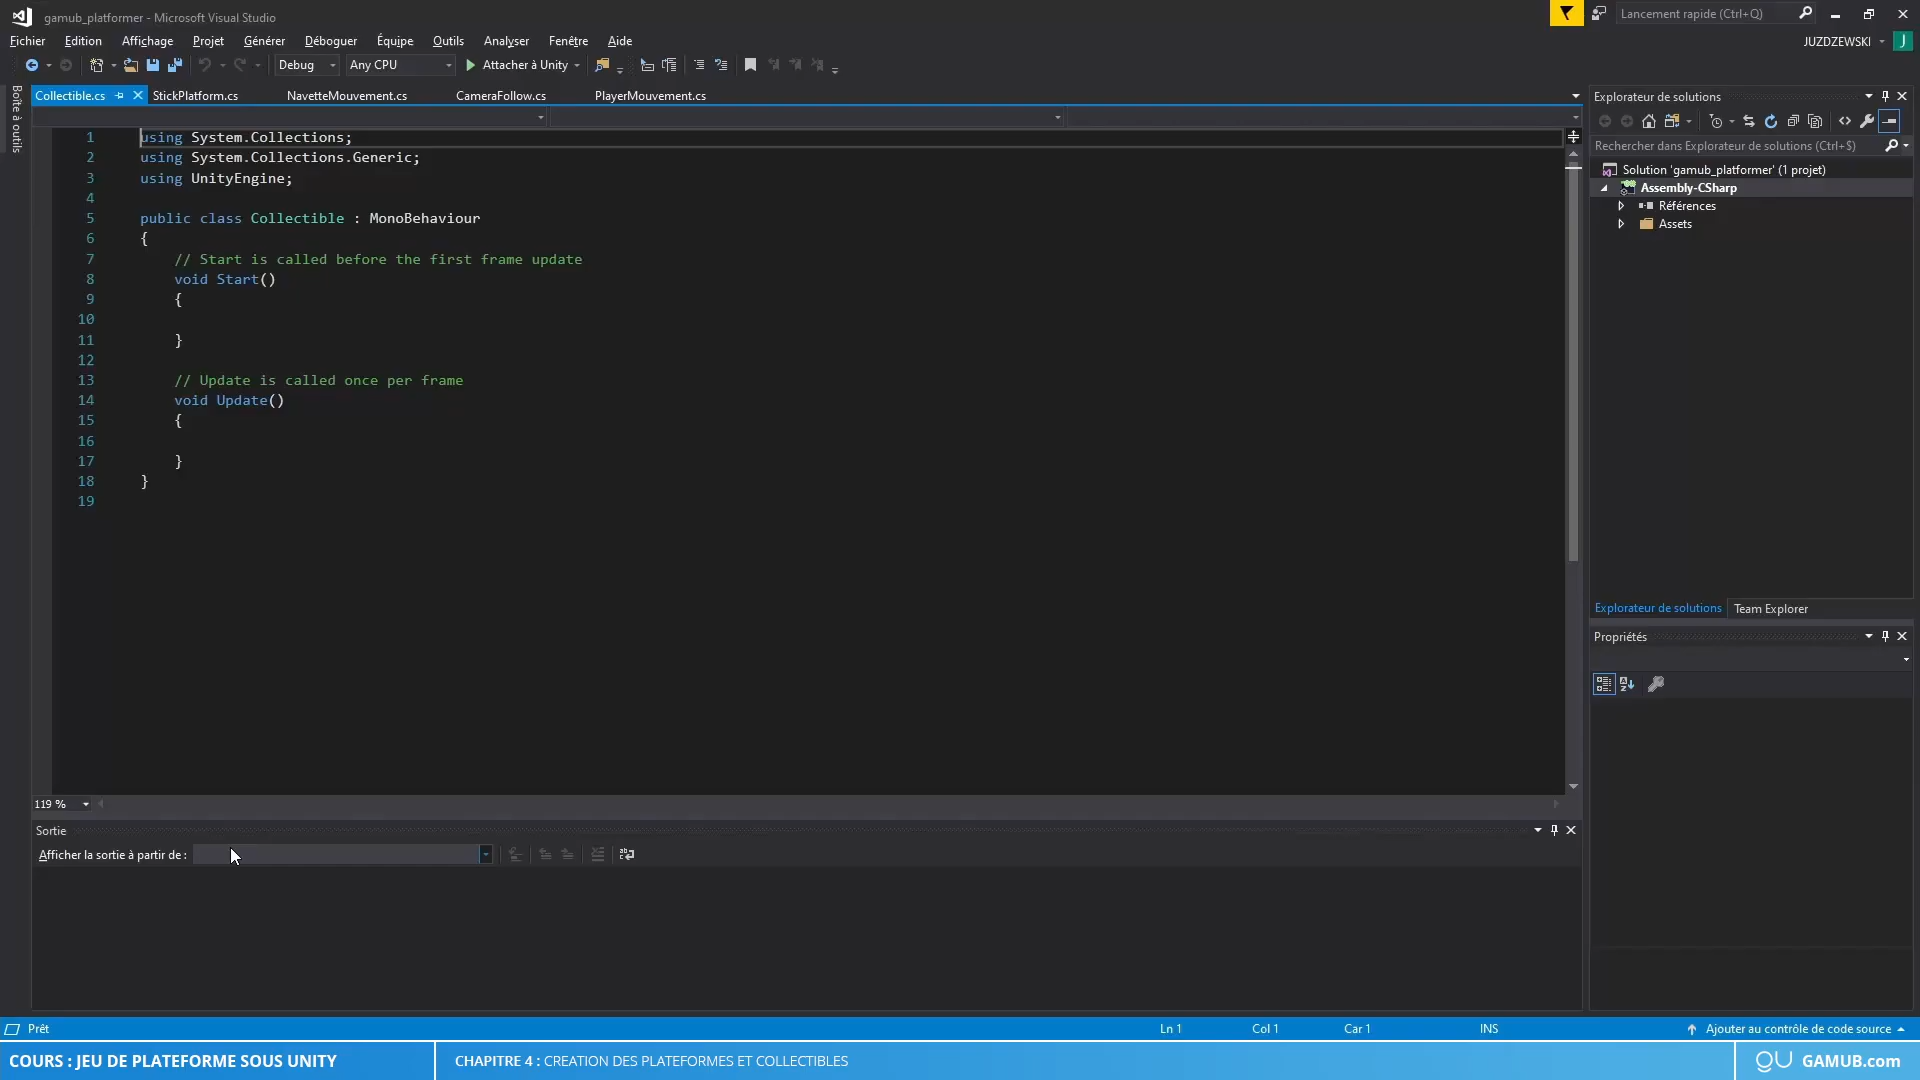 gamub_platformer - Microsoft Visual Studio
Lancement rapide (Ctrl+Q)
Fichier Edition Affichage Projet Générer Déboguer Équipe Outils Analyser Fenêtre Aide
JUZDZEWSKI J
Debug Any CPU Attacher à Unity
Boîte à outils
Collectible.cs StickPlatform.cs NavetteMouvement.cs CameraFollow.cs PlayerMouvement.cs
1 using System.Collections;
2 using System.Collections.Generic;
3 using UnityEngine;
4
5 public class Collectible : MonoBehaviour
6 {
7 // Start is called before the first frame update
8 void Start()
9 {
10
11 }
12
13 // Update is called once per frame
14 void Update()
15 {
16
17 }
18 }
19
119 %
Sortie
Afficher la sortie à partir de :
Explorateur de solutions
Rechercher dans Explorateur de solutions (Ctrl+$)
Solution 'gamub_platformer' (1 projet)
Assembly-CSharp
Références
Assets
Explorateur de solutions Team Explorer
Propriétés
Prêt Ln 1 Col 1 Car 1 INS Ajouter au contrôle de code source
COURS : JEU DE PLATEFORME SOUS UNITY CHAPITRE 4 : CREATION DES PLATEFORMES ET COLLECTIBLES GAMUB.com